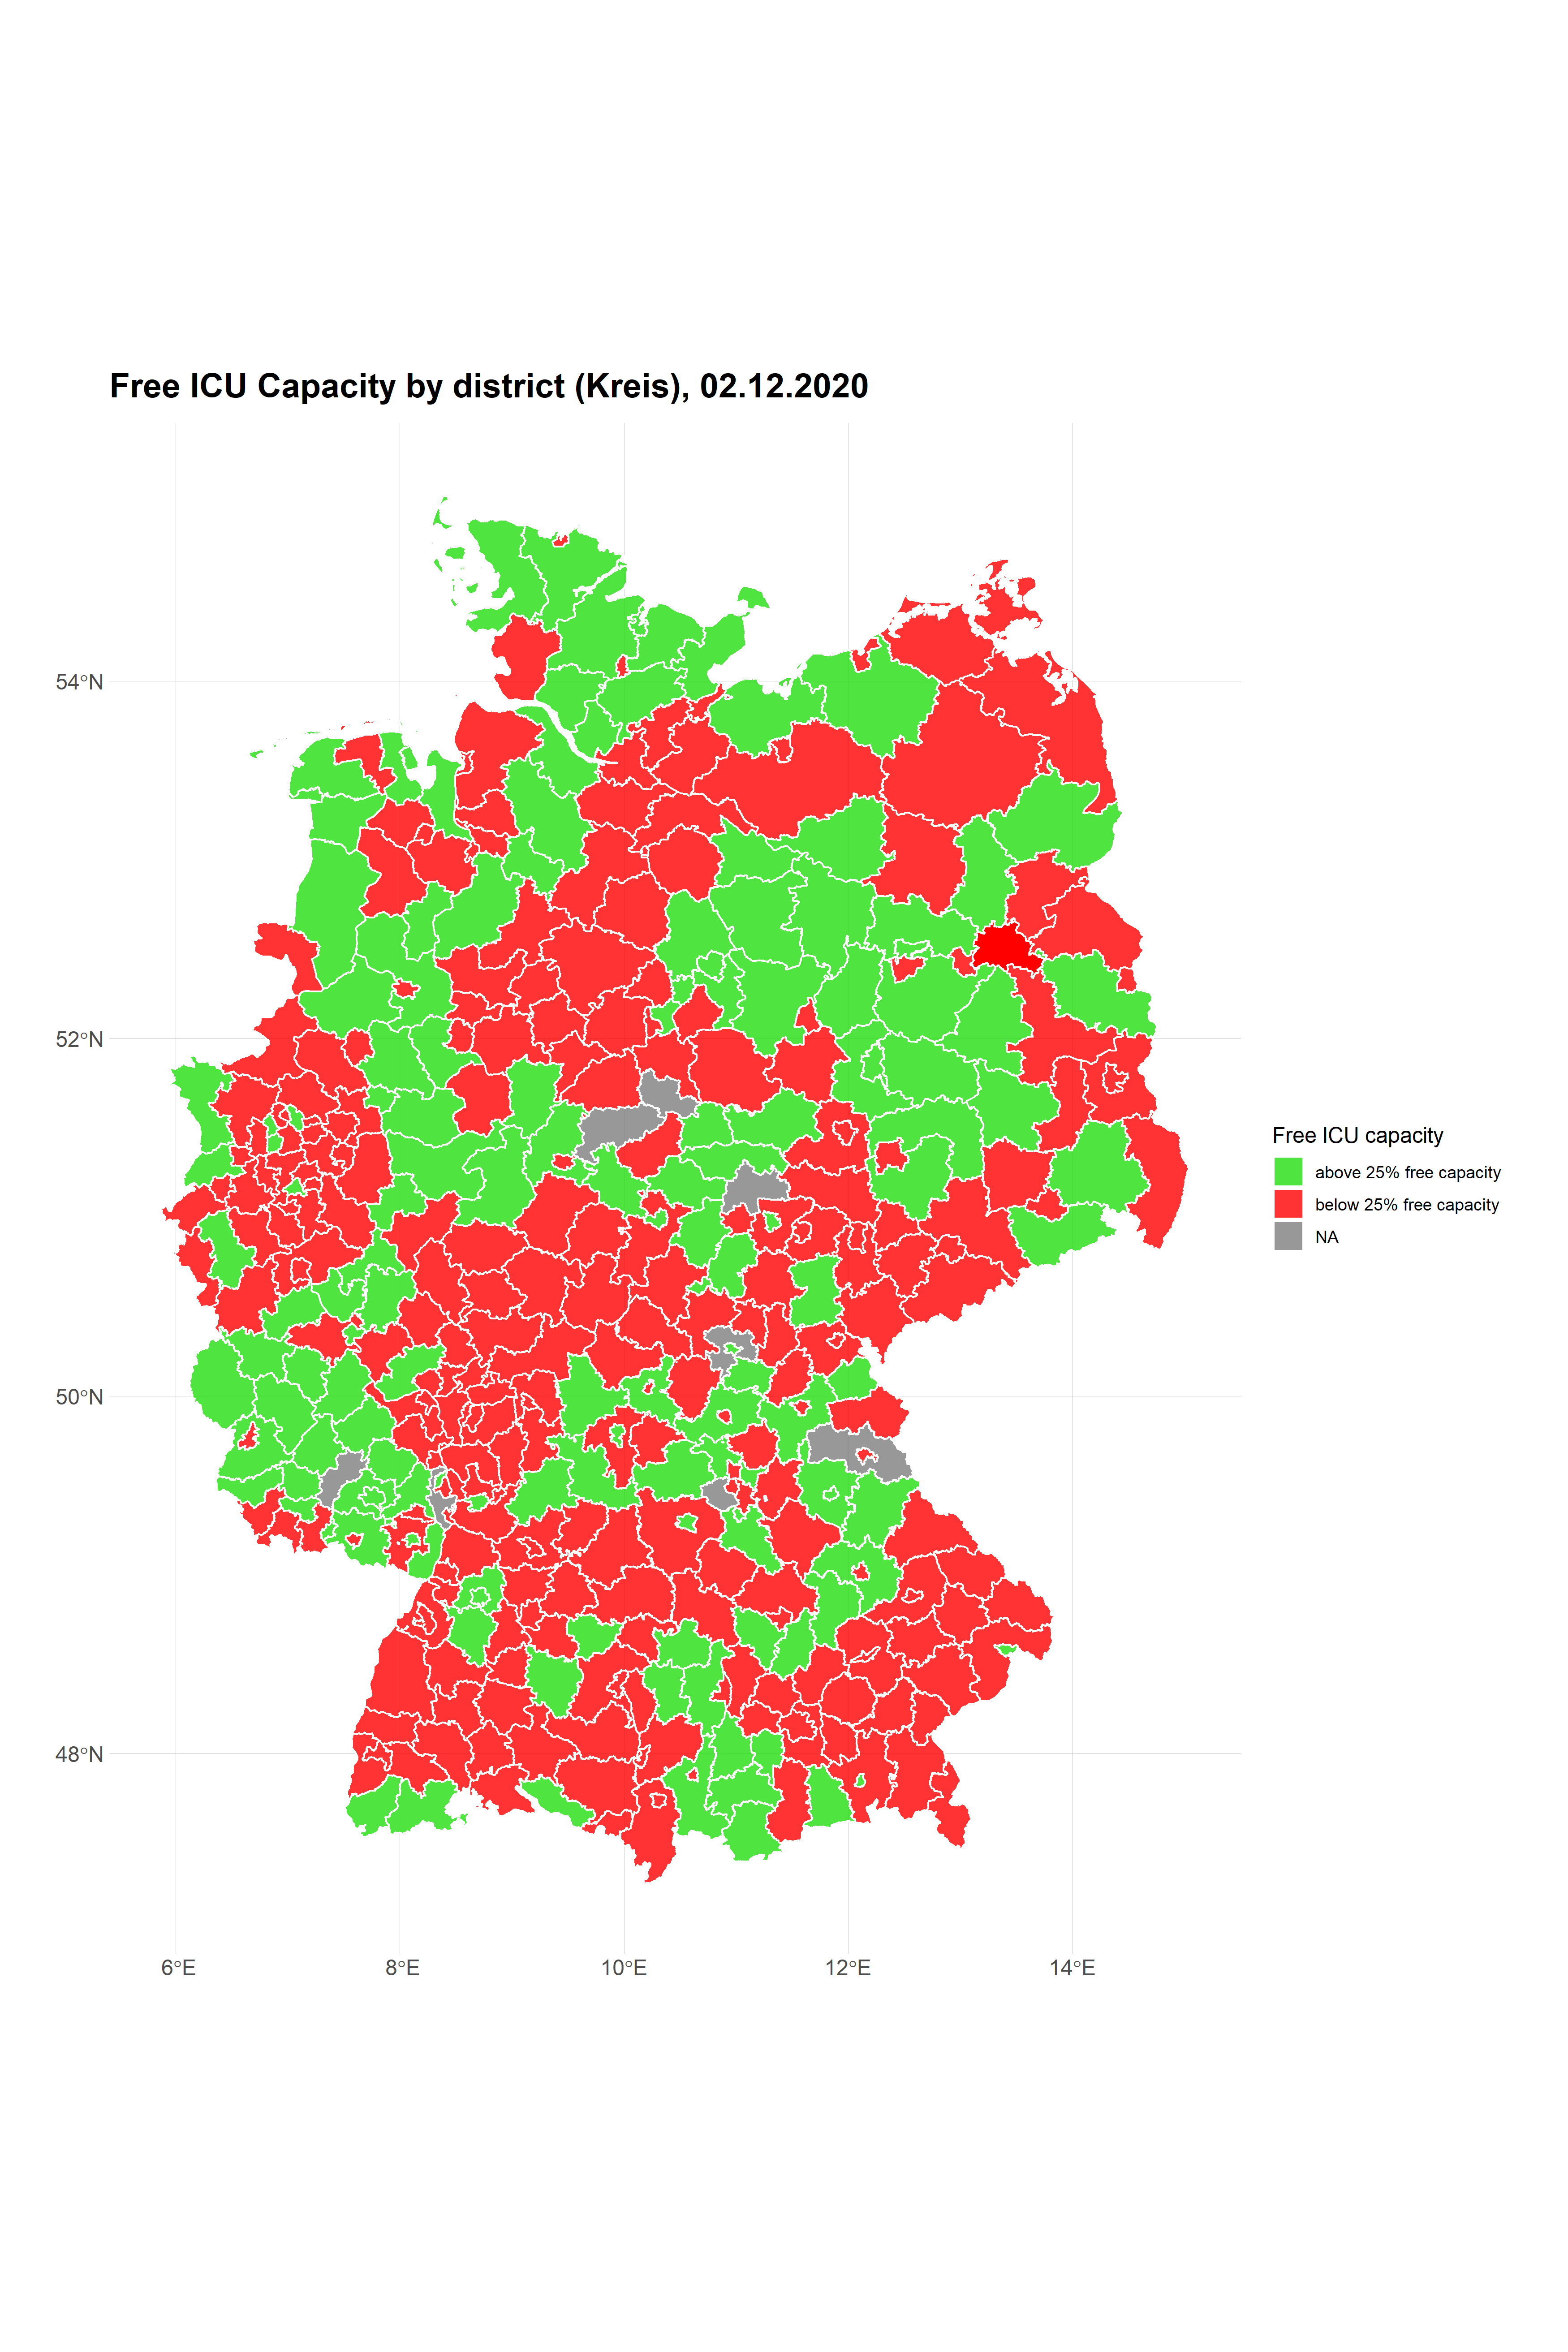 Free ICU Capacity by district (Kreis), 02.12.2020
54°N
52°N
50°N
48°N
6°E 8°E 10°E 12°E 14°E
Free ICU capacity
above 25% free capacity
below 25% free capacity
NA